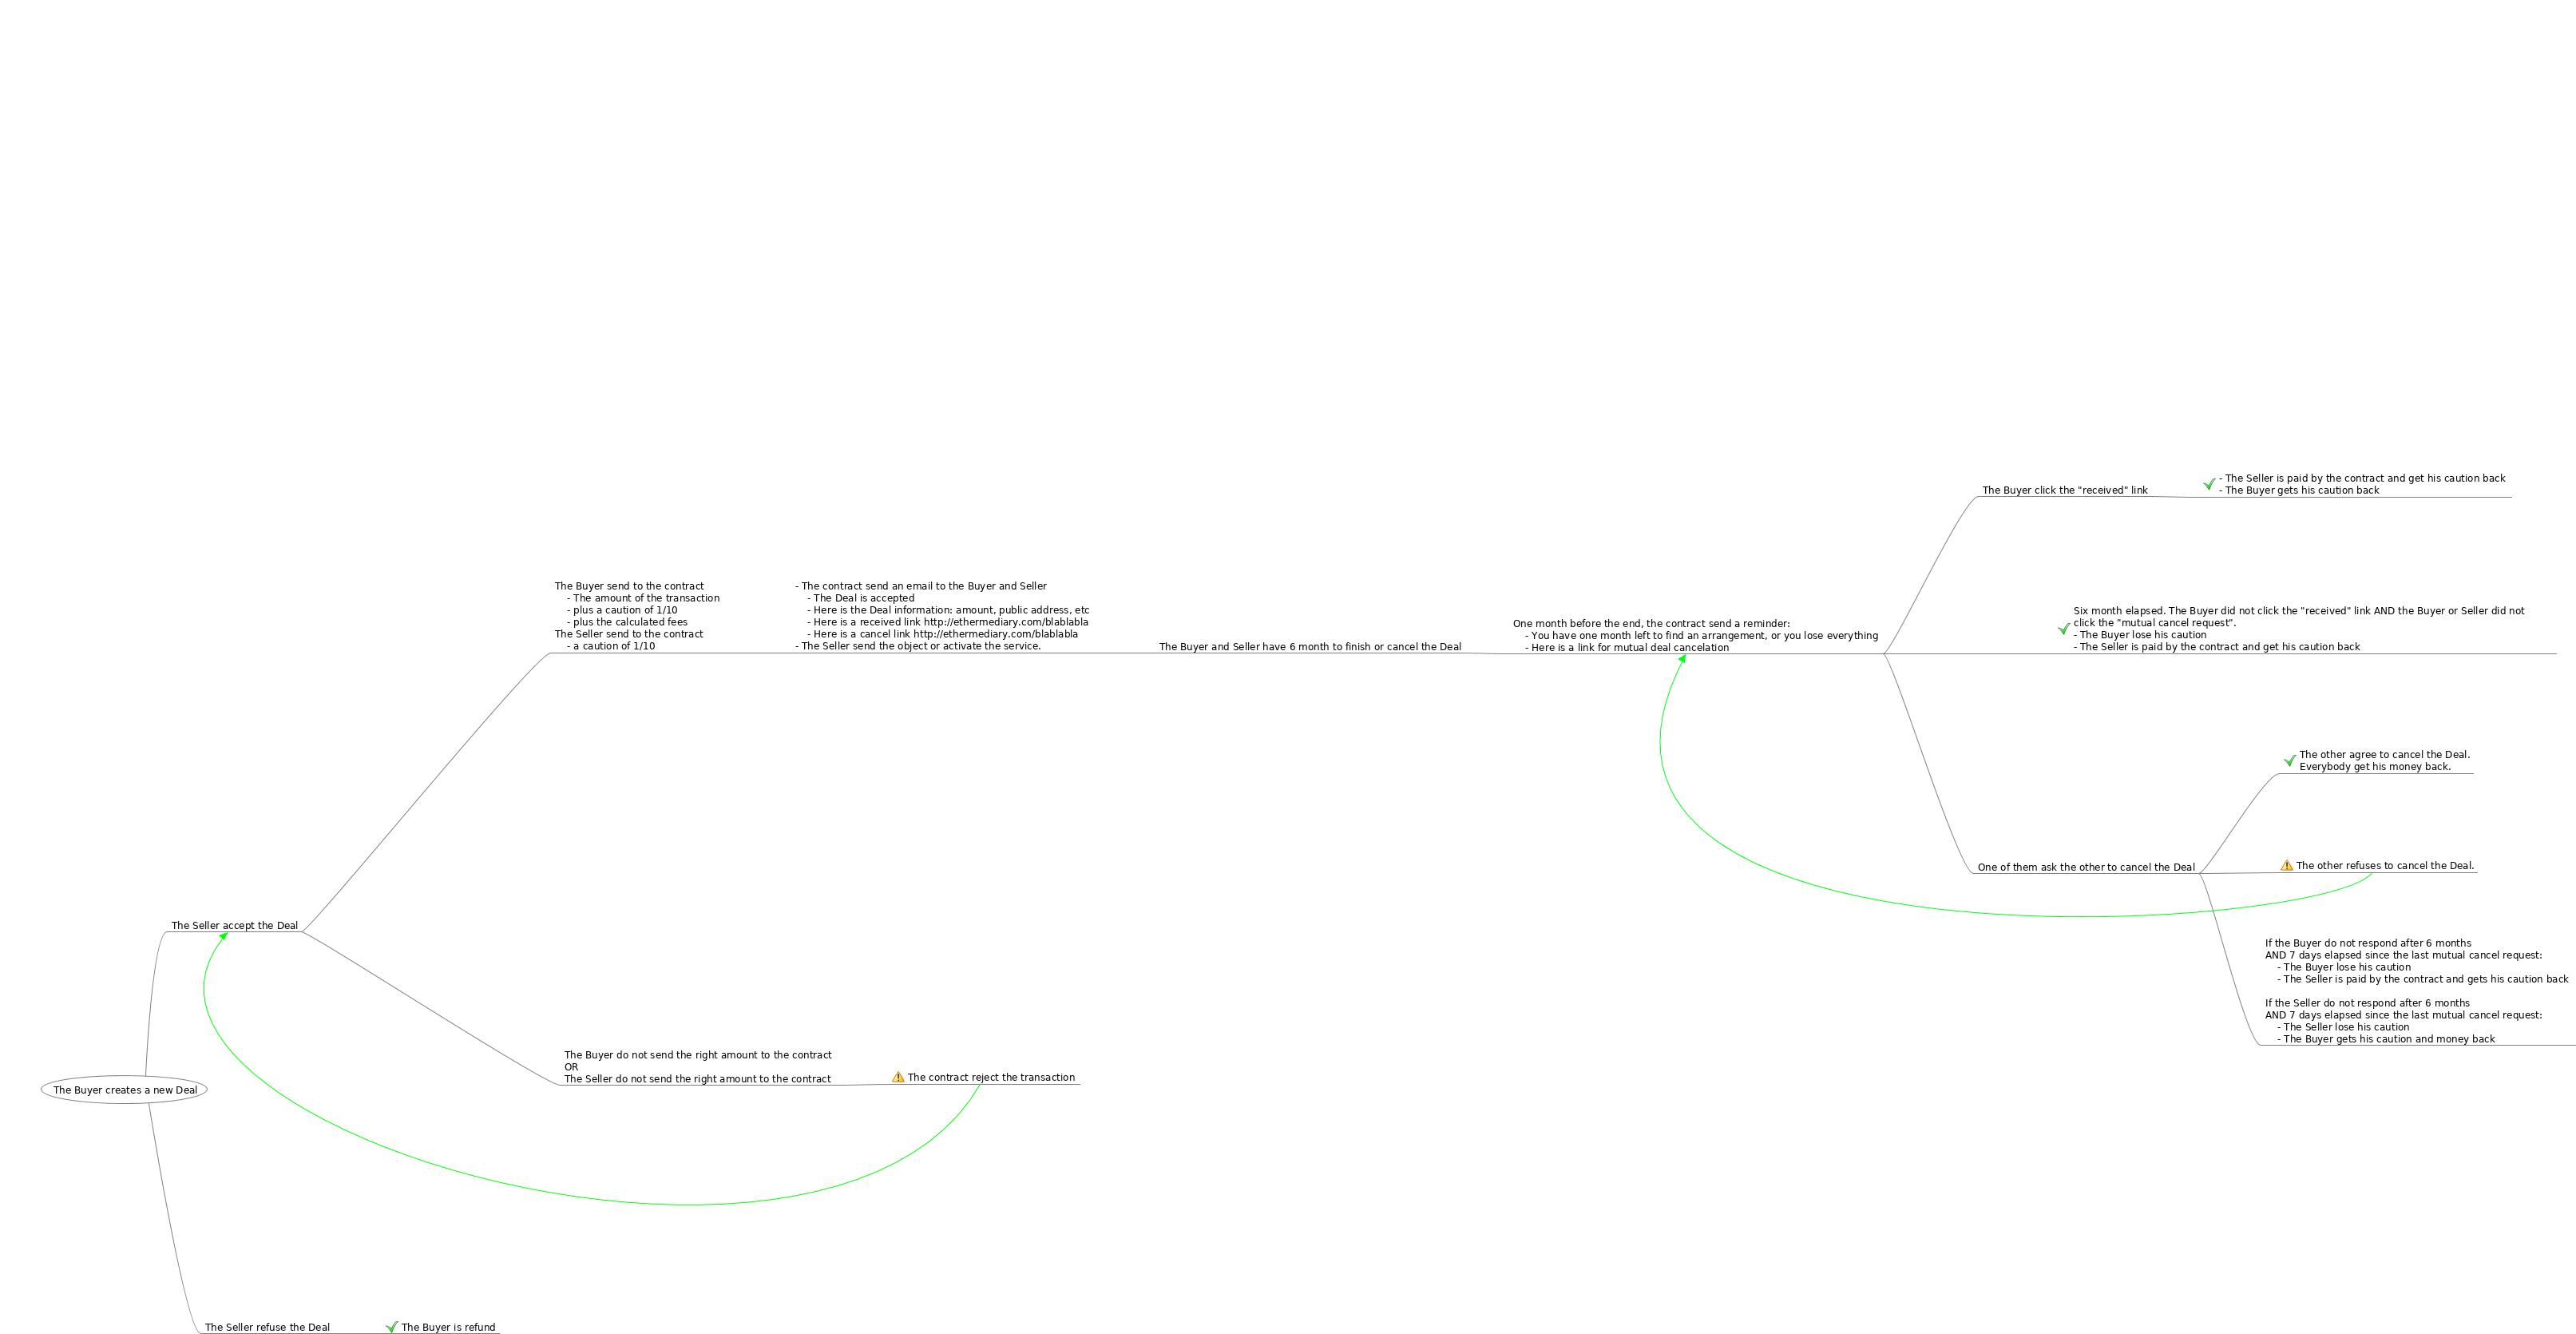 The Buyer creates a new Deal
The Seller accept the Deal
The Buyer send to the contract
- The amount of the transaction
- plus a caution of 1/10
- plus the calculated fees
The Seller send to the contract
- a caution of 1/10
- The contract send an email to the Buyer and Seller
- The Deal is accepted
- Here is the Deal information: amount, public address, etc
- Here is a received link http://ethermediary.com/blablabla
- Here is a cancel link http://ethermediary.com/blablabla
- The Seller send the object or activate the service.
The Buyer and Seller have 6 month to finish or cancel the Deal
One month before the end, the contract send a reminder:
- You have one month left to find an arrangement, or you lose everything
- Here is a link for mutual deal cancelation
The Buyer click the "received" link
- The Seller is paid by the contract and get his caution back
- The Buyer gets his caution back
Six month elapsed. The Buyer did not click the "received" link AND the Buyer or Seller did not
click the "mutual cancel request".
- The Buyer lose his caution
- The Seller is paid by the contract and get his caution back
One of them ask the other to cancel the Deal
The other agree to cancel the Deal.
Everybody get his money back.
The other refuses to cancel the Deal.
If the Buyer do not respond after 6 months
AND 7 days elapsed since the last mutual cancel request:
- The Buyer lose his caution
- The Seller is paid by the contract and gets his caution back
If the Seller do not respond after 6 months
AND 7 days elapsed since the last mutual cancel request:
- The Seller lose his caution
- The Buyer gets his caution and money back
The Buyer do not send the right amount to the contract
OR
The Seller do not send the right amount to the contract
The contract reject the transaction
The Seller refuse the Deal
The Buyer is refund